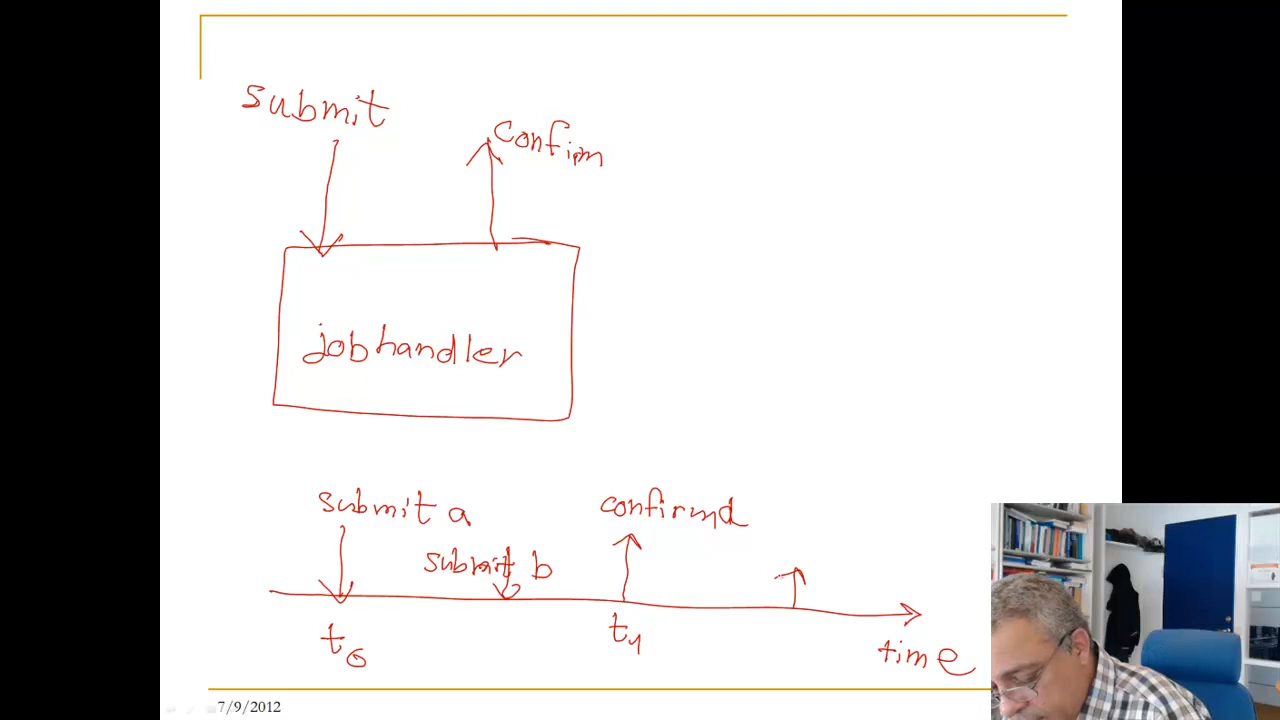 submit
confirm
jobhandler
submit a
confirmd
submit b
t0
t1
time
7/9/2012